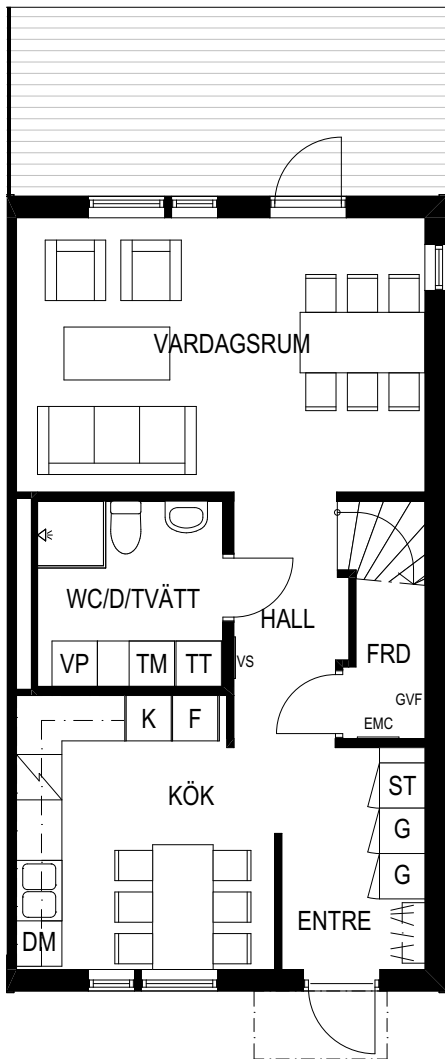 VARDAGSRUM
WC/D/TVÄTT
HALL
VP
TM
TT
VS
FRD
GVF
EMC
K
F
KÖK
ST
G
G
ENTRE
DM